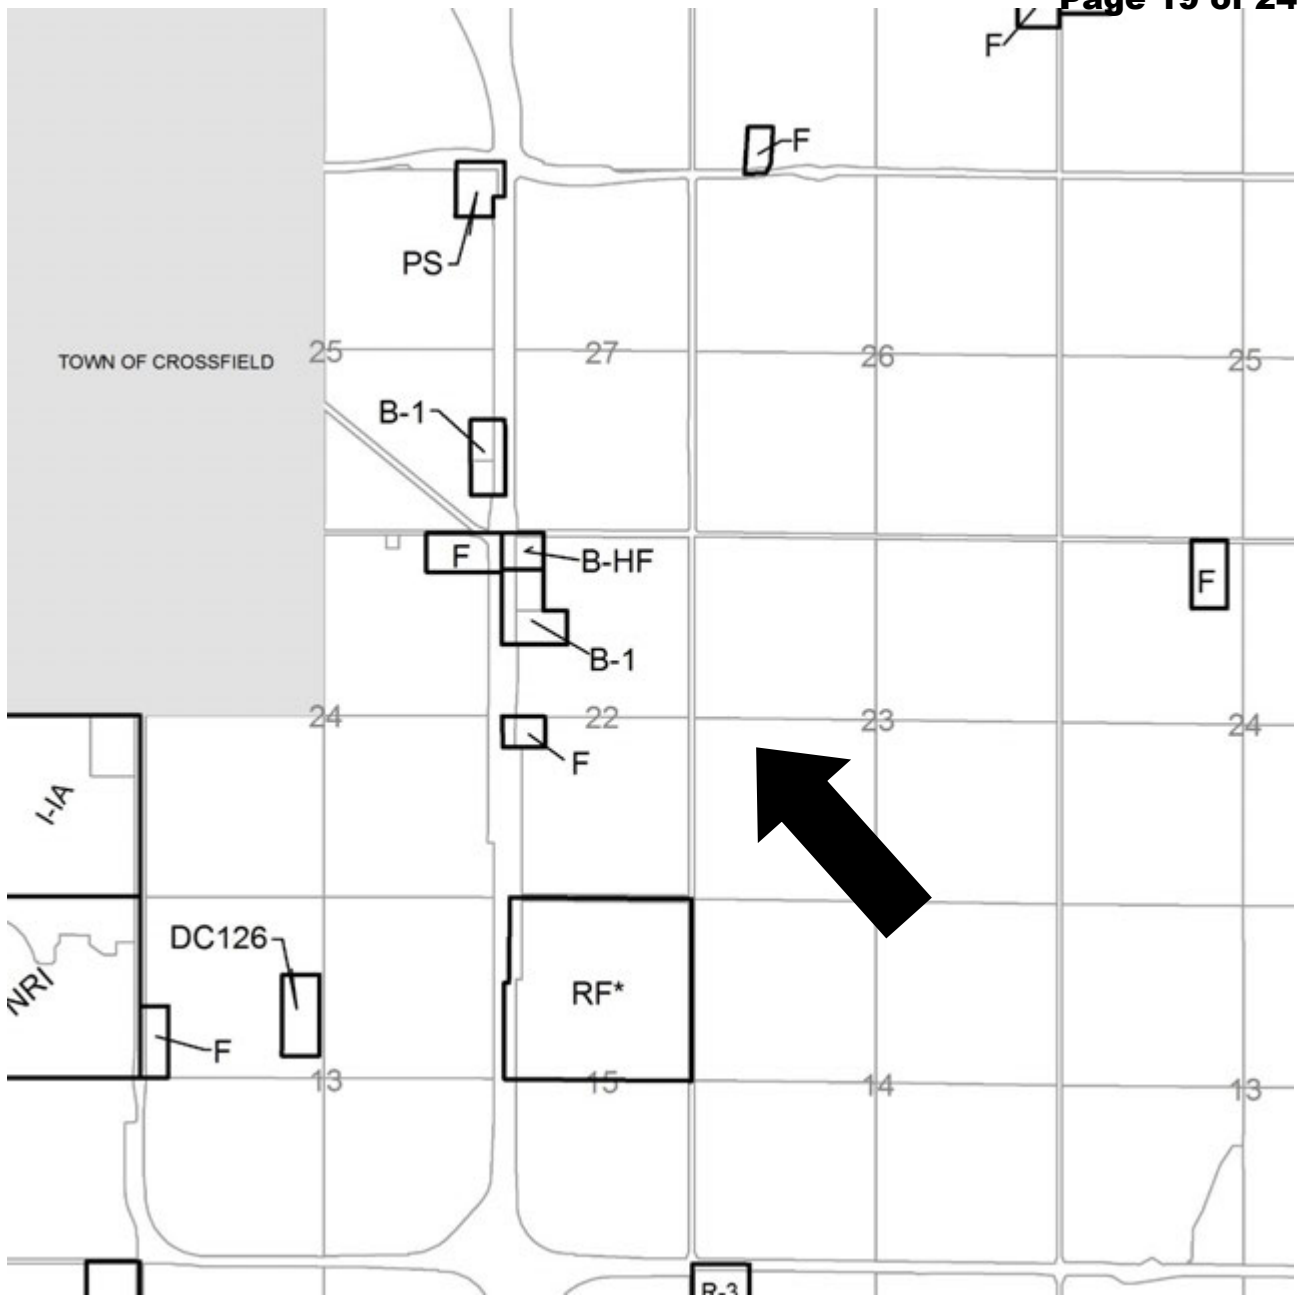 Page 19 of 24
F
F
PS
TOWN OF CROSSFIELD
25
27
26
25
B-1
F
B-HF
F
B-1
24
22
23
24
F
I-IA
DC126
RF*
NRI
F
13
15
14
13
R-3